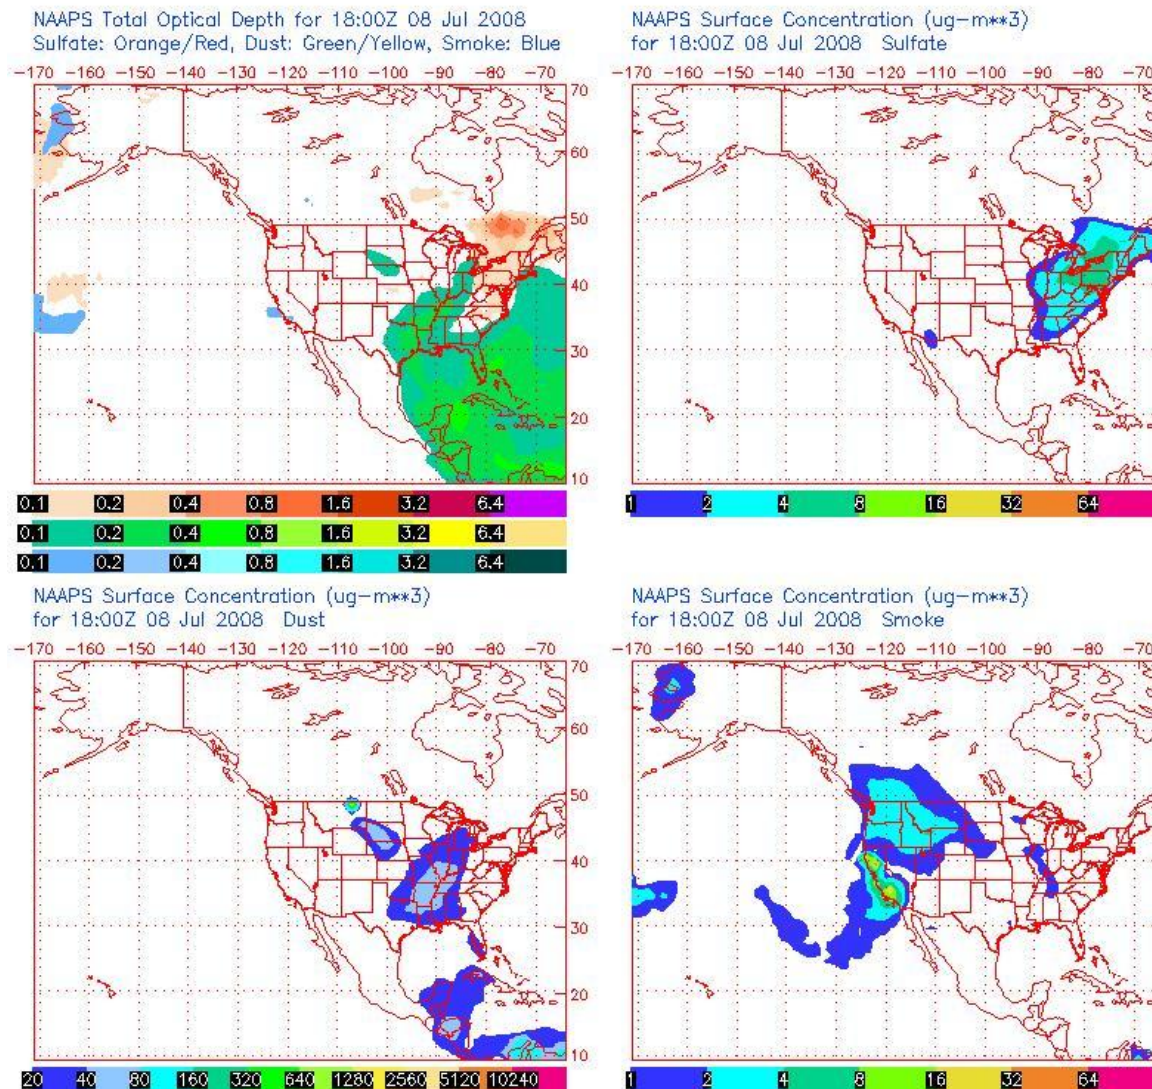 NAAPS Total Optical Depth for 18:00Z 08 Jul 2008
Sulfate: Orange/Red, Dust: Green/Yellow, Smoke: Blue
-170 -160 -150 -140 -130 -120 -110 -100 -90 -80 -70
70
60
50
40
30
20
10
0.1 0.2 0.4 0.8 1.6 3.2 6.4
0.1 0.2 0.4 0.8 1.6 3.2 6.4
0.1 0.2 0.4 0.8 1.6 3.2 6.4
NAAPS Surface Concentration (ug-m**3)
for 18:00Z 08 Jul 2008 Sulfate
-170 -160 -150 -140 -130 -120 -110 -100 -90 -80 -70
1 2 4 8 16 32 64
NAAPS Surface Concentration (ug-m**3)
for 18:00Z 08 Jul 2008 Dust
-170 -160 -150 -140 -130 -120 -110 -100 -90 -80 -70
70
60
50
40
30
20
10
20 40 80 160 320 640 1280 2560 5120 10240
NAAPS Surface Concentration (ug-m**3)
for 18:00Z 08 Jul 2008 Smoke
-170 -160 -150 -140 -130 -120 -110 -100 -90 -80 -70
1 2 4 8 16 32 64